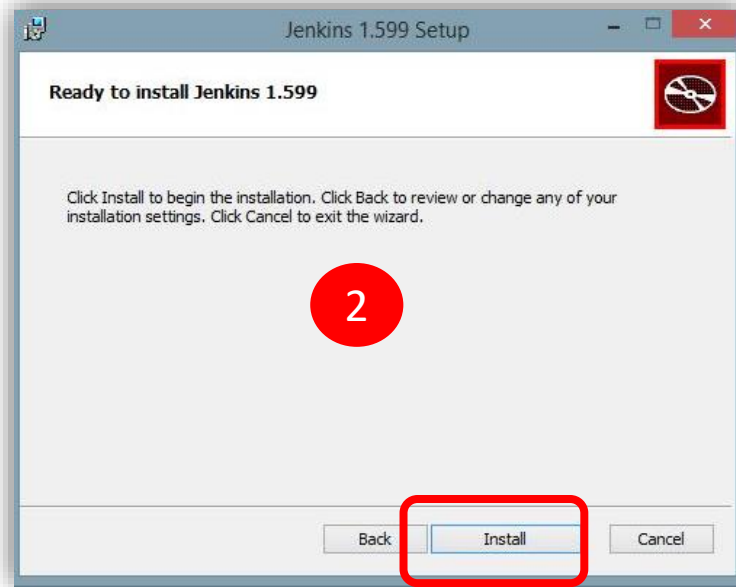 Jenkins 1.599 Setup
Ready to install Jenkins 1.599
Click Install to begin the installation. Click Back to review or change any of your
installation settings. Click Cancel to exit the wizard.
2
Back Install Cancel